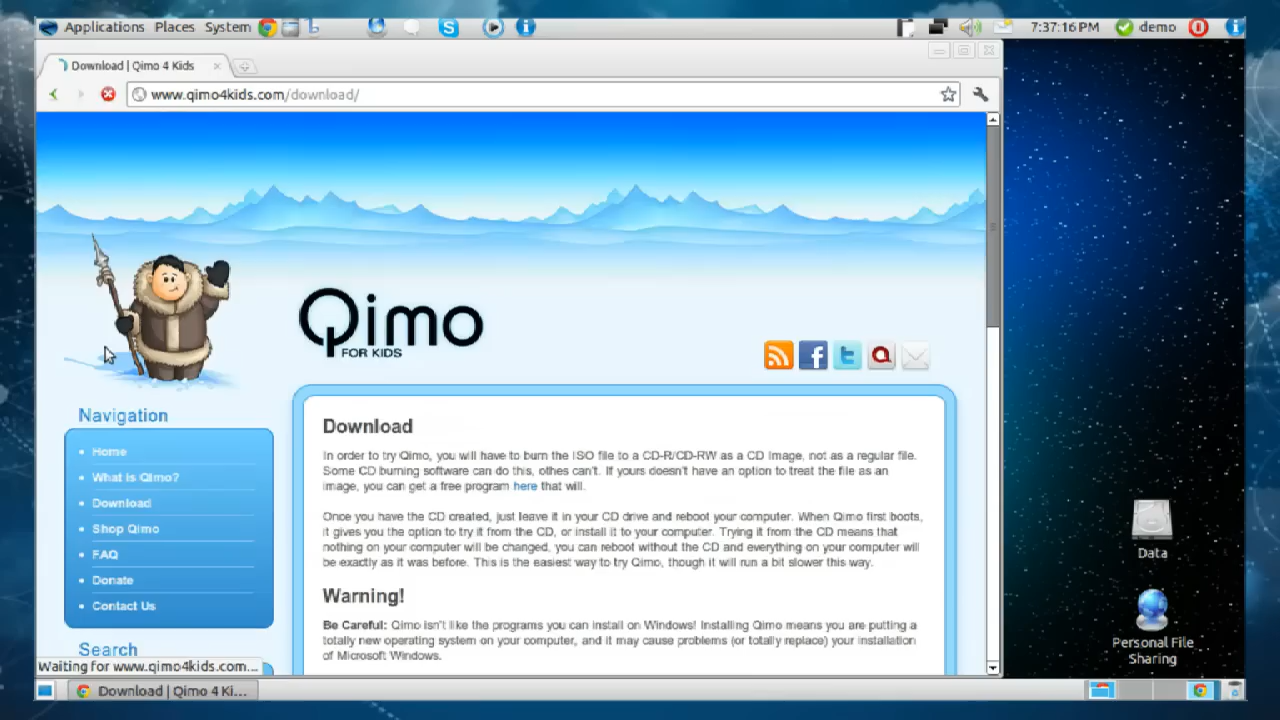 Applications Places System
7:37:16 PM demo
Download | Qimo 4 Kids
www.qimo4kids.com/download/
Qimo
FOR KIDS
Navigation
Home
What is Qimo?
Download
Shop Qimo
FAQ
Donate
Contact Us
Search
Download
In order to try Qimo, you will have to burn the ISO file to a CD-R/CD-RW as a CD Image, not as a regular file.
Some CD burning software can do this, othes can't. If yours doesn't have an option to treat the file as an
image, you can get a free program here that will.
Once you have the CD created, just leave it in your CD drive and reboot your computer. When Qimo first boots,
it gives you the option to try it from the CD, or install it to your computer. Trying it from the CD means that
nothing on your computer will be changed, you can reboot without the CD and everything on your computer will
be exactly as it was before. This is the easiest way to try Qimo, though it will run a bit slower this way.
Warning!
Be Careful: Qimo isn't like the programs you can install on Windows! Installing Qimo means you are putting a
totally new operating system on your computer, and it may cause problems (or totally replace) your installation
of Microsoft Windows.
Data
Personal File
Sharing
Waiting for www.qimo4kids.com...
Download | Qimo 4 Ki...